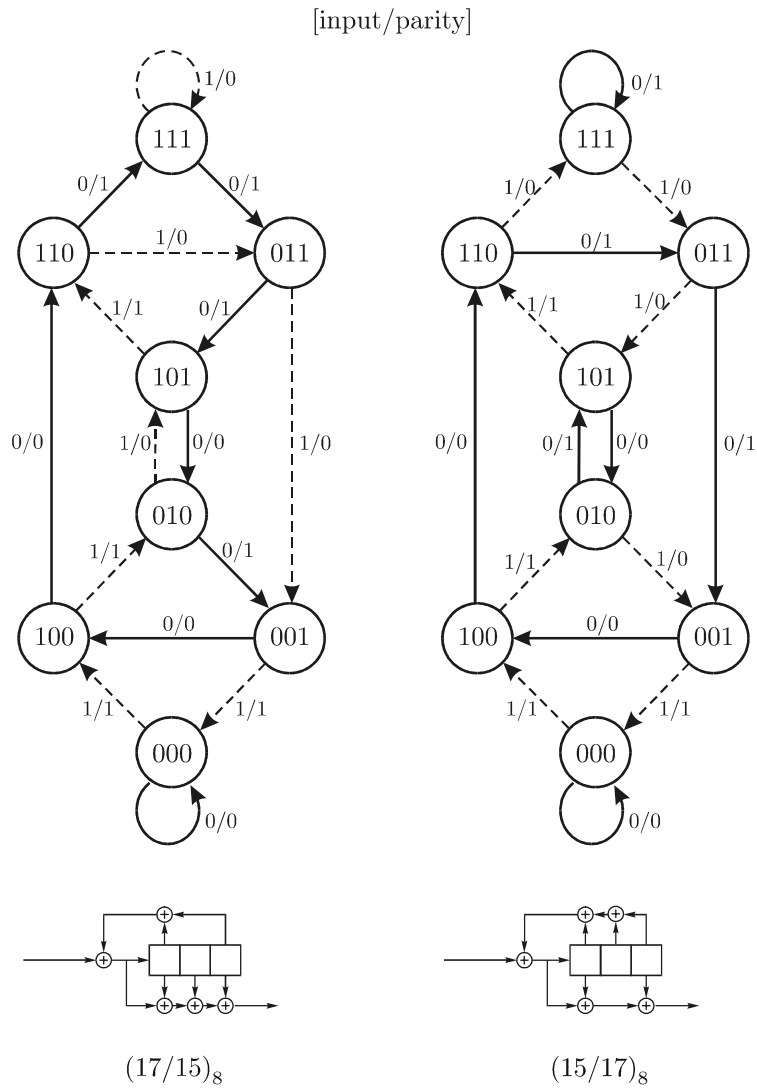 [input/parity]
1/0 0/1
111 111
0/1 0/1 1/0 1/0
110 1/0 011 110 0/1 011
1/1 0/1 1/1 1/0
101 101
0/0 1/0 0/0 1/0 0/0 0/1 0/0 0/1
010 010
1/1 0/1 1/1 1/0
100 0/0 001 100 0/0 001
1/1 1/1 1/1 1/1
000 000
0/0 0/0
+ + +
+ +
+ + + + +
(17/15)₈ (15/17)₈